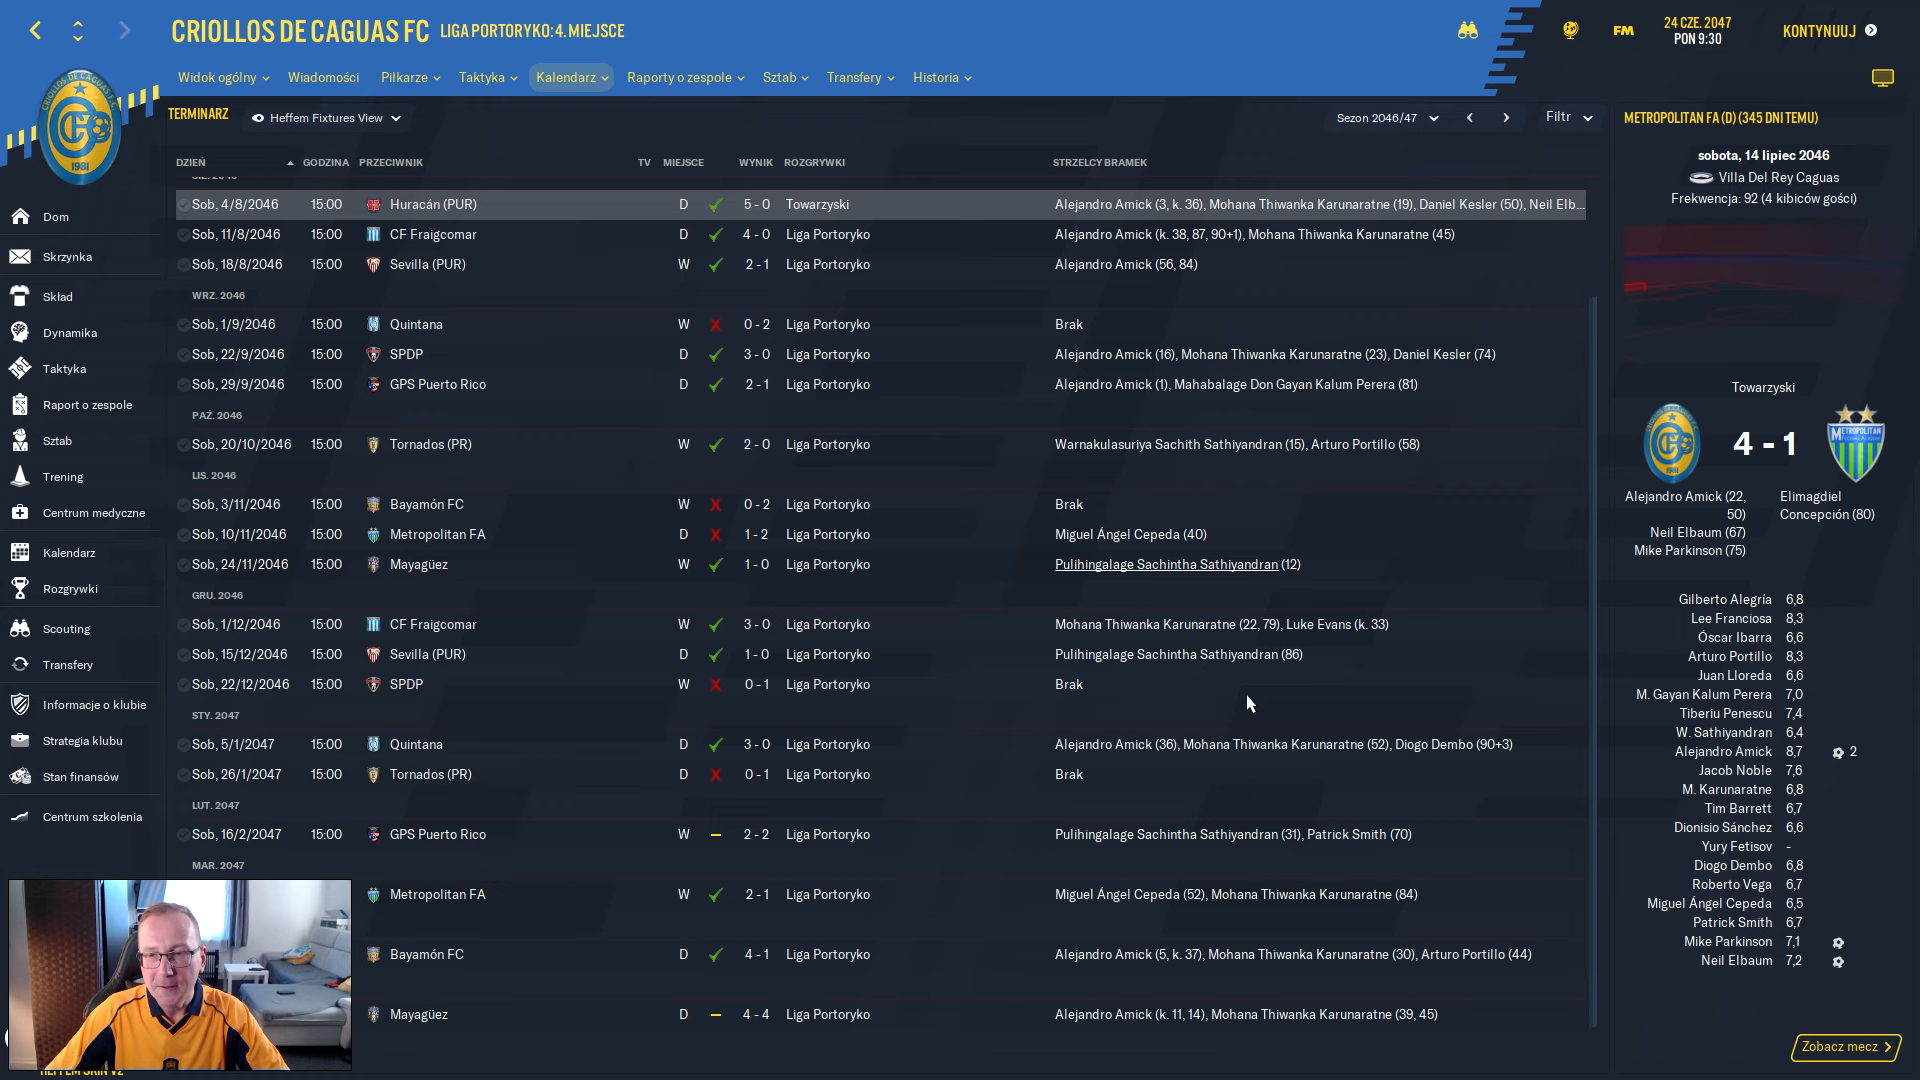 CRIOLLOS DE CAGUAS FC LIGA PORTORYKO: 4. MIEJSCE
FM
24 CZE. 2047
PON 9:30
KONTYNUUJ
Widok ogólny Wiadomości Piłkarze Taktyka Kalendarz Raporty o zespole Sztab Transfery Historia
TERMINARZ Heffem Fixtures View Sezon 2046/47 Filtr
DZIEŃ GODZINA PRZECIWNIK TV MIEJSCE WYNIK ROZGRYWKI STRZELCY BRAMEK
Sob, 4/8/2046 15:00 Huracán (PUR) D 5 - 0 Towarzyski Alejandro Amick (3, k. 36), Mohana Thiwanka Karunaratne (19), Daniel Kesler (50), Neil Elb...
Sob, 11/8/2046 15:00 CF Fraigcomar D 4 - 0 Liga Portoryko Alejandro Amick (k. 38, 87, 90+1), Mohana Thiwanka Karunaratne (45)
Sob, 18/8/2046 15:00 Sevilla (PUR) W 2 - 1 Liga Portoryko Alejandro Amick (56, 84)
WRZ. 2046
Sob, 1/9/2046 15:00 Quintana W 0 - 2 Liga Portoryko Brak
Sob, 22/9/2046 15:00 SPDP D 3 - 0 Liga Portoryko Alejandro Amick (16), Mohana Thiwanka Karunaratne (23), Daniel Kesler (74)
Sob, 29/9/2046 15:00 GPS Puerto Rico D 2 - 1 Liga Portoryko Alejandro Amick (1), Mahabalage Don Gayan Kalum Perera (81)
PAŹ. 2046
Sob, 20/10/2046 15:00 Tornados (PR) W 2 - 0 Liga Portoryko Warnakulasuriya Sachith Sathiyandran (15), Arturo Portillo (58)
LIS. 2046
Sob, 3/11/2046 15:00 Bayamón FC W 0 - 2 Liga Portoryko Brak
Sob, 10/11/2046 15:00 Metropolitan FA D 1 - 2 Liga Portoryko Miguel Ángel Cepeda (40)
Sob, 24/11/2046 15:00 Mayagüez W 1 - 0 Liga Portoryko Pulihingalage Sachintha Sathiyandran (12)
GRU. 2046
Sob, 1/12/2046 15:00 CF Fraigcomar W 3 - 0 Liga Portoryko Mohana Thiwanka Karunaratne (22, 79), Luke Evans (k. 33)
Sob, 15/12/2046 15:00 Sevilla (PUR) D 1 - 0 Liga Portoryko Pulihingalage Sachintha Sathiyandran (86)
Sob, 22/12/2046 15:00 SPDP W 0 - 1 Liga Portoryko Brak
STY. 2047
Sob, 5/1/2047 15:00 Quintana D 3 - 0 Liga Portoryko Alejandro Amick (36), Mohana Thiwanka Karunaratne (52), Diogo Dembo (90+3)
Sob, 26/1/2047 15:00 Tornados (PR) D 0 - 1 Liga Portoryko Brak
LUT. 2047
Sob, 16/2/2047 15:00 GPS Puerto Rico W 2 - 2 Liga Portoryko Pulihingalage Sachintha Sathiyandran (31), Patrick Smith (70)
MAR. 2047
Metropolitan FA W 2 - 1 Liga Portoryko Miguel Ángel Cepeda (52), Mohana Thiwanka Karunaratne (84)
Bayamón FC D 4 - 1 Liga Portoryko Alejandro Amick (5, k. 37), Mohana Thiwanka Karunaratne (30), Arturo Portillo (44)
Mayagüez D 4 - 4 Liga Portoryko Alejandro Amick (k. 11, 14), Mohana Thiwanka Karunaratne (39, 45)
CRIOLLOS DE CAGUAS F.C.
1981
Dom
Skrzynka
Skład
Dynamika
Taktyka
Raport o zespole
Sztab
Trening
Centrum medyczne
Kalendarz
Rozgrywki
Scouting
Transfery
Informacje o klubie
Strategia klubu
Stan finansów
Centrum szkolenia
HEFFEM SKIN V2
METROPOLITAN FA (D) (345 DNI TEMU)
sobota, 14 lipiec 2046
Villa Del Rey Caguas
Frekwencja: 92 (4 kibiców gości)
Towarzyski
4 - 1
METROPOLITAN
Alejandro Amick (22,
50)
Neil Elbaum (67)
Mike Parkinson (75)
Elimagdiel
Concepción (80)
Gilberto Alegría 6,8
Lee Franciosa 8,3
Óscar Ibarra 6,6
Arturo Portillo 8,3
Juan Lloreda 6,6
M. Gayan Kalum Perera 7,0
Tiberiu Penescu 7,4
W. Sathiyandran 6,4
Alejandro Amick 8,7 2
Jacob Noble 7,6
M. Karunaratne 6,8
Tim Barrett 6,7
Dionisio Sánchez 6,6
Yury Fetisov -
Diogo Dembo 6,8
Roberto Vega 6,7
Miguel Ángel Cepeda 6,5
Patrick Smith 6,7
Mike Parkinson 7,1
Neil Elbaum 7,2
Zobacz mecz